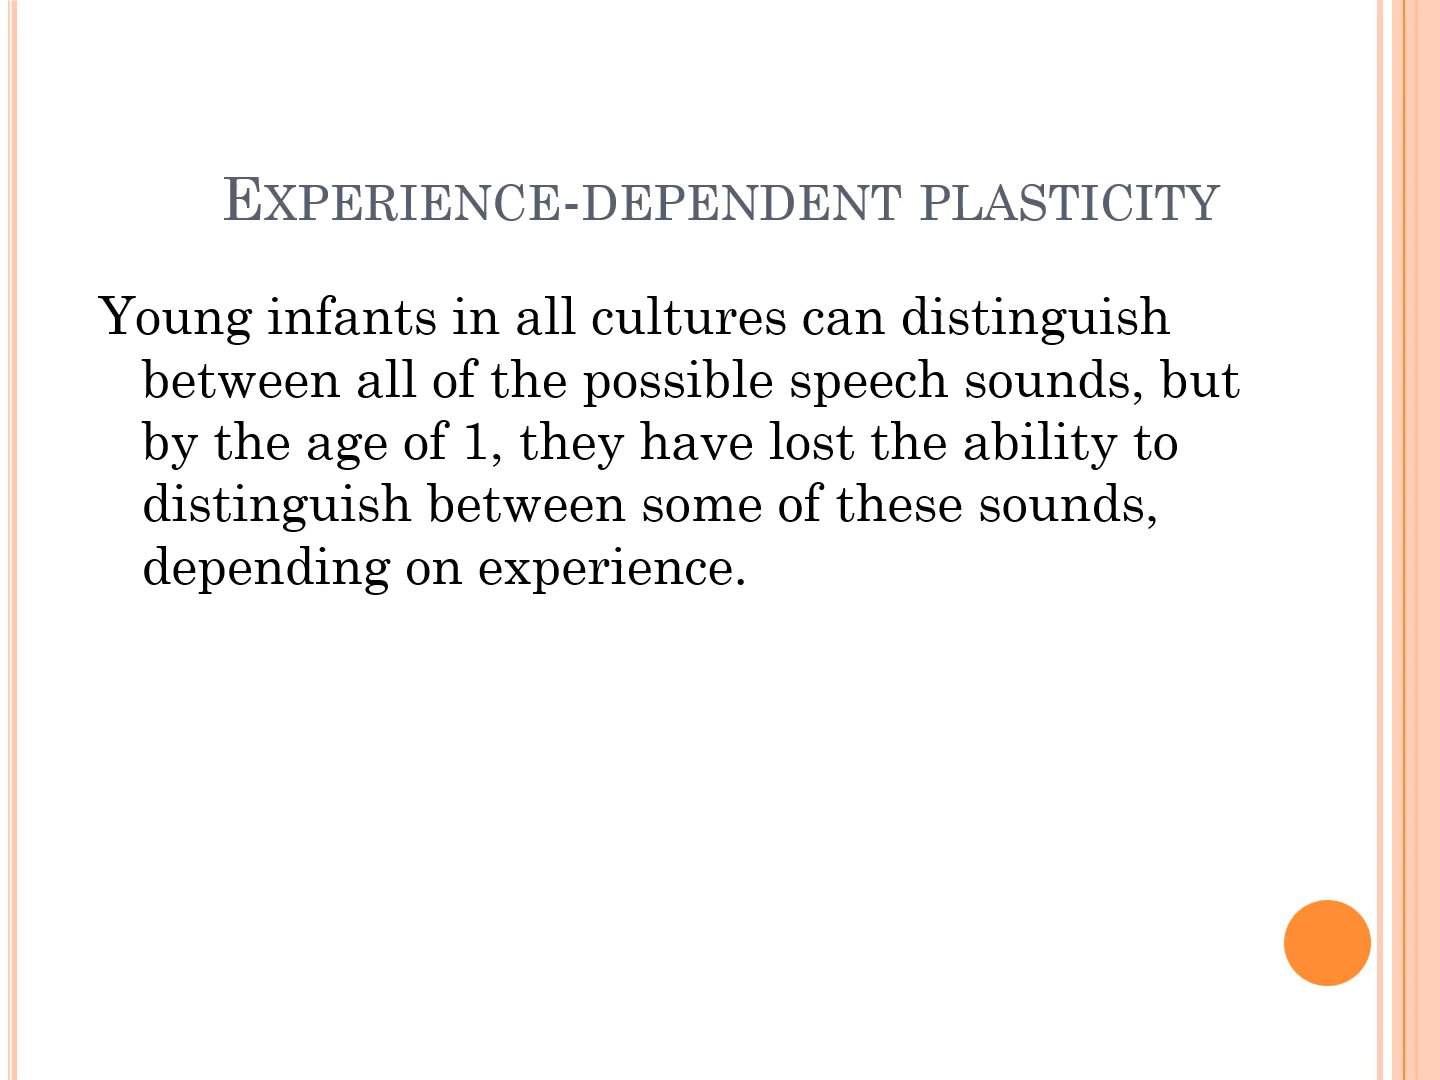 EXPERIENCE-DEPENDENT PLASTICITY
Young infants in all cultures can distinguish
between all of the possible speech sounds, but
by the age of 1, they have lost the ability to
distinguish between some of these sounds,
depending on experience.